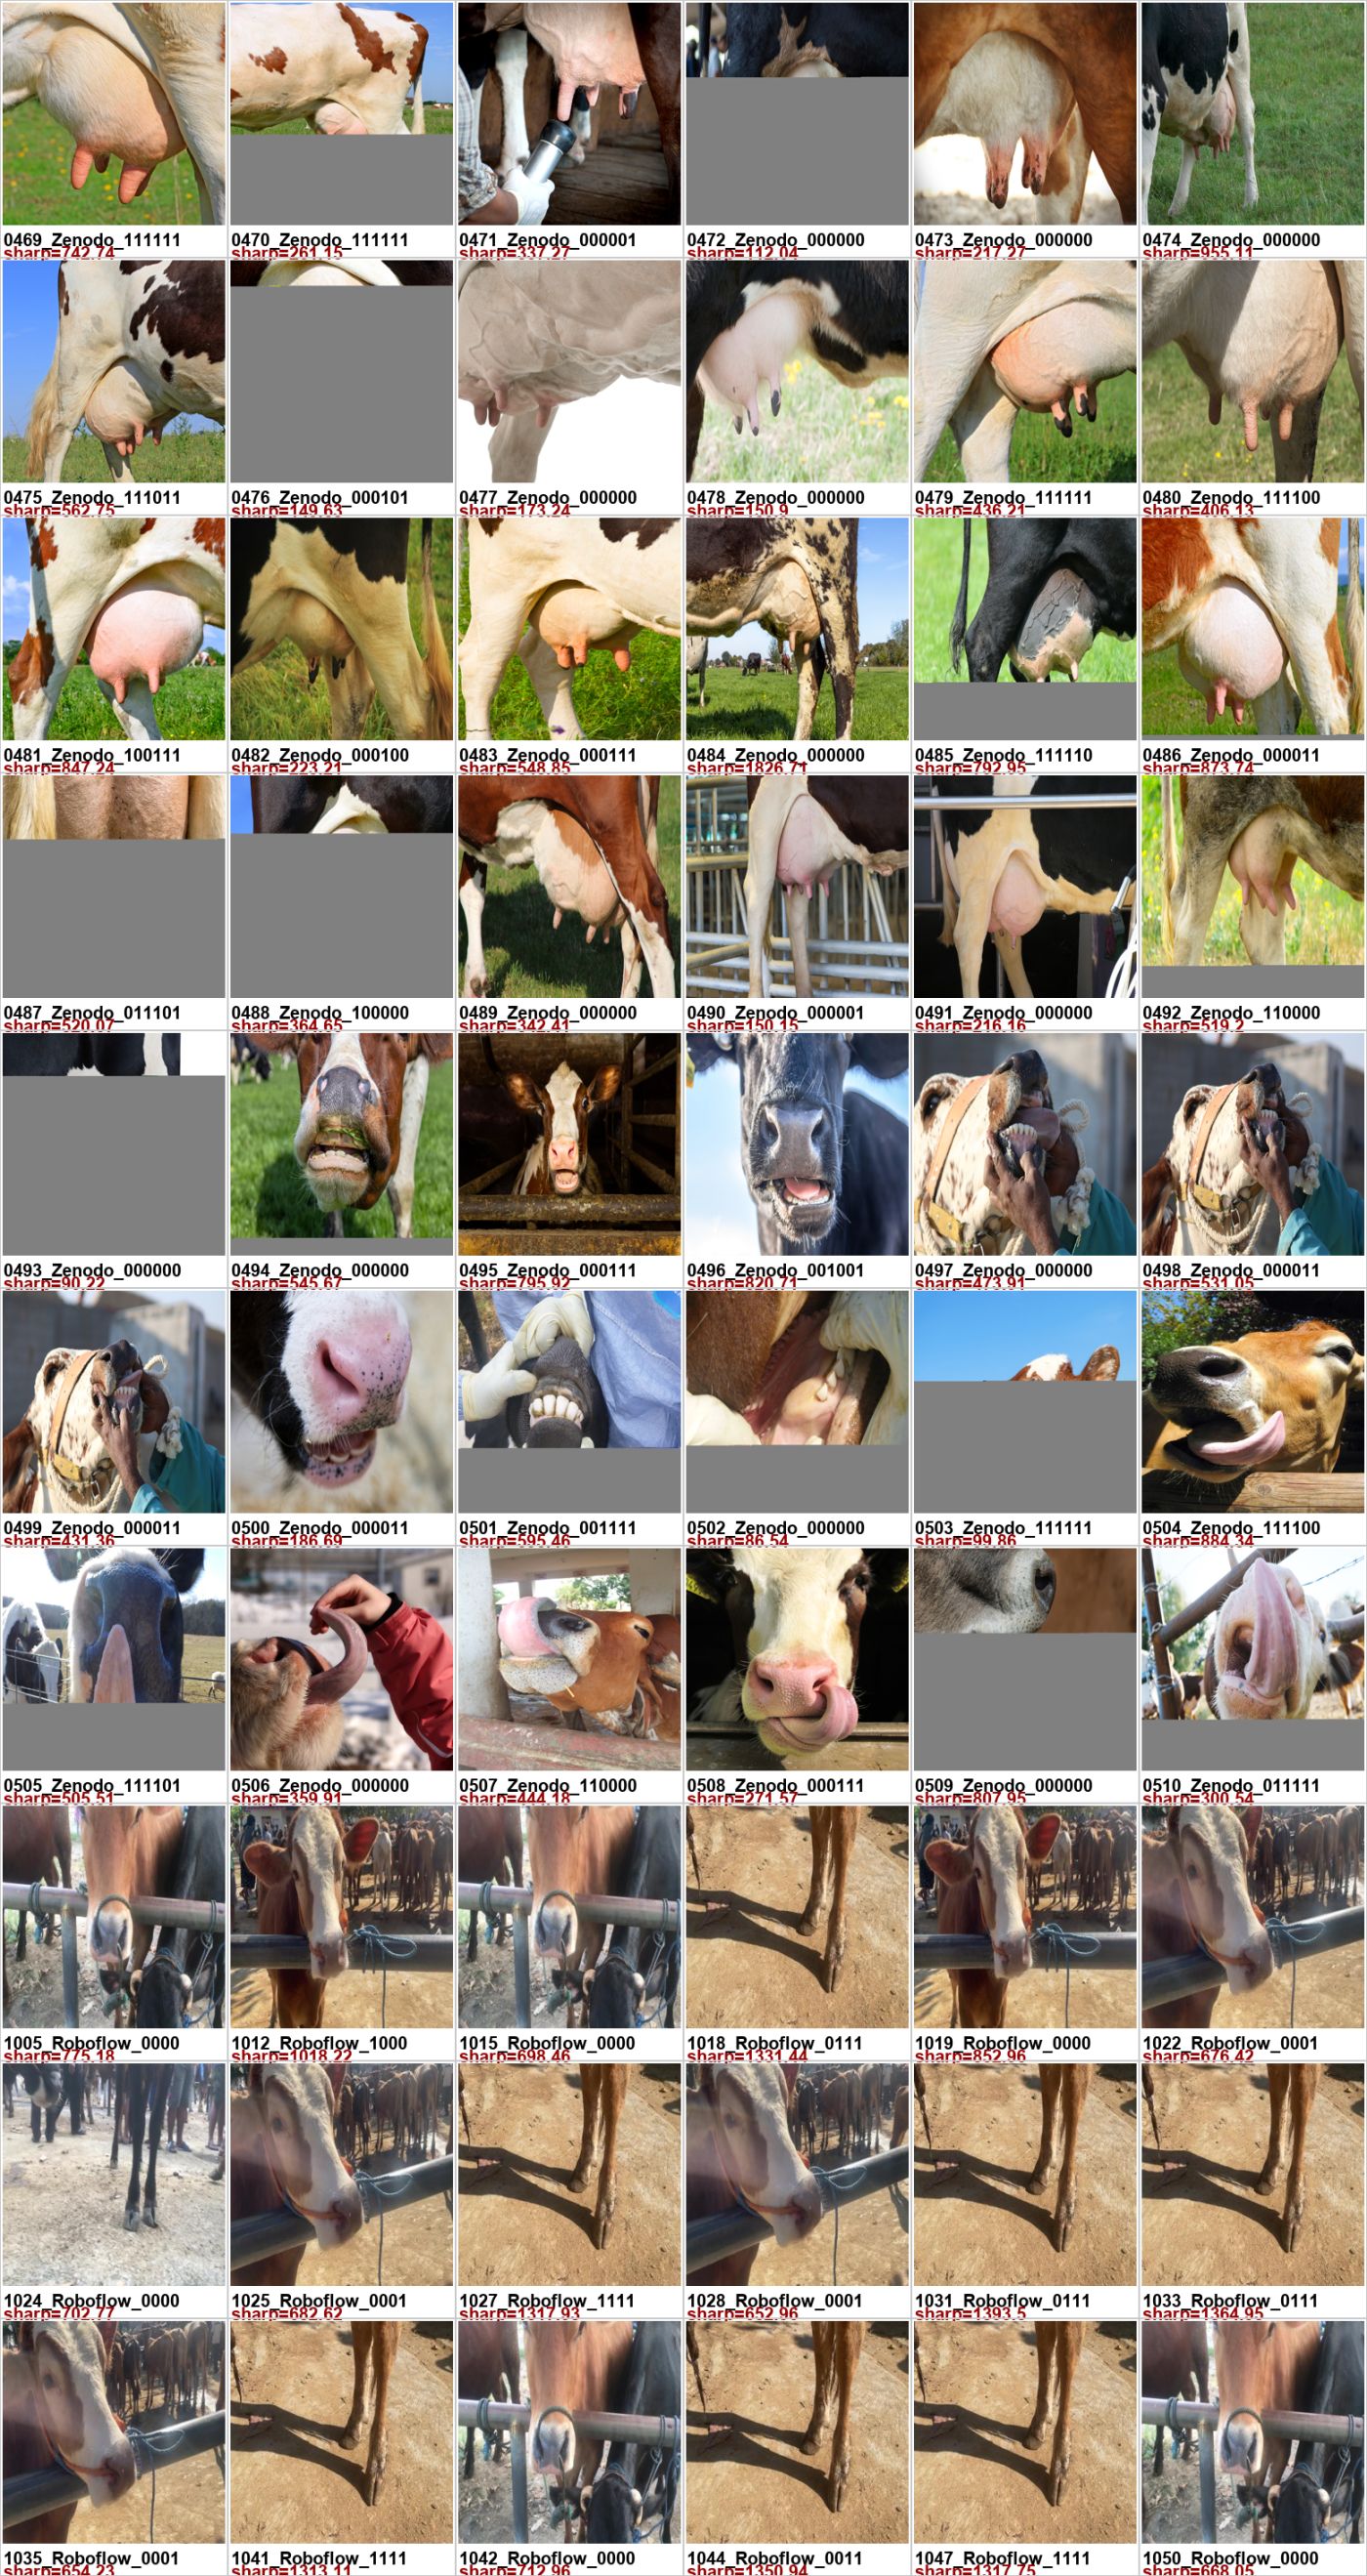 0469_Zenodo_111111 0470_Zenodo_111111 0471_Zenodo_000001 0472_Zenodo_000000 0473_Zenodo_000000 0474_Zenodo_000000
sharp=742.74 sharp=261.15 sharp=337.27 sharp=112.04 sharp=217.27 sharp=955.11
0475_Zenodo_111011 0476_Zenodo_000101 0477_Zenodo_000000 0478_Zenodo_000000 0479_Zenodo_111111 0480_Zenodo_111100
sharp=562.75 sharp=149.63 sharp=173.24 sharp=150.9 sharp=436.21 sharp=406.13
0481_Zenodo_100111 0482_Zenodo_000100 0483_Zenodo_000111 0484_Zenodo_000000 0485_Zenodo_111110 0486_Zenodo_000011
sharp=847.24 sharp=223.21 sharp=548.85 sharp=1826.71 sharp=792.95 sharp=873.74
0487_Zenodo_011101 0488_Zenodo_100000 0489_Zenodo_000000 0490_Zenodo_000001 0491_Zenodo_000000 0492_Zenodo_110000
sharp=520.07 sharp=364.65 sharp=342.41 sharp=150.15 sharp=216.16 sharp=519.2
0493_Zenodo_000000 0494_Zenodo_000000 0495_Zenodo_000111 0496_Zenodo_001001 0497_Zenodo_000000 0498_Zenodo_000011
sharp=90.22 sharp=545.67 sharp=795.92 sharp=820.71 sharp=473.91 sharp=531.05
0499_Zenodo_000011 0500_Zenodo_000011 0501_Zenodo_001111 0502_Zenodo_000000 0503_Zenodo_111111 0504_Zenodo_111100
sharp=431.36 sharp=186.69 sharp=595.46 sharp=86.54 sharp=99.86 sharp=884.34
0505_Zenodo_111101 0506_Zenodo_000000 0507_Zenodo_110000 0508_Zenodo_000111 0509_Zenodo_000000 0510_Zenodo_011111
sharp=505.51 sharp=359.91 sharp=444.18 sharp=271.57 sharp=807.95 sharp=300.54
1005_Roboflow_0000 1012_Roboflow_1000 1015_Roboflow_0000 1018_Roboflow_0111 1019_Roboflow_0000 1022_Roboflow_0001
sharp=775.18 sharp=1018.22 sharp=698.46 sharp=1331.44 sharp=852.96 sharp=676.42
1024_Roboflow_0000 1025_Roboflow_0001 1027_Roboflow_1111 1028_Roboflow_0001 1031_Roboflow_0111 1033_Roboflow_0111
sharp=702.77 sharp=682.62 sharp=1317.93 sharp=652.96 sharp=1393.5 sharp=1364.95
1035_Roboflow_0001 1041_Roboflow_1111 1042_Roboflow_0000 1044_Roboflow_0011 1047_Roboflow_1111 1050_Roboflow_0000
sharp=654.23 sharp=1313.11 sharp=712.96 sharp=1350.94 sharp=1317.75 sharp=668.05